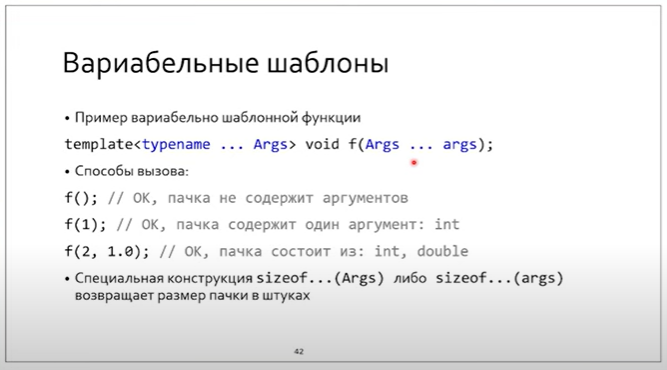 Вариабельные шаблоны
• Пример вариабельно шаблонной функции
template<typename ... Args> void f(Args ... args);
• Способы вызова:
f(); // OK, пачка не содержит аргументов
f(1); // OK, пачка содержит один аргумент: int
f(2, 1.0); // OK, пачка состоит из: int, double
• Специальная конструкция sizeof...(Args) либо sizeof...(args)
возвращает размер пачки в штуках
42